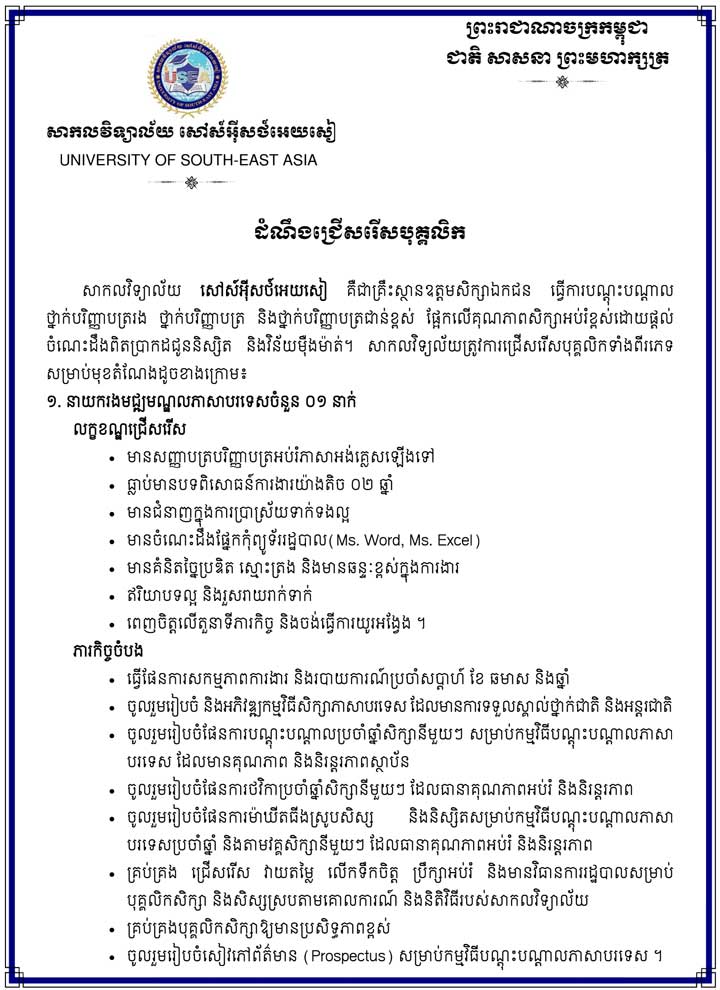 ព្រះរាជាណាចក្រកម្ពុជា
ជាតិ សាសនា ព្រះមហាក្សត្រ
USEA
UNIVERSITY OF SOUTH-EAST ASIA
សាកលវិទ្យាល័យ សៅស៍អ៊ីសថ៍អេយសៀ
UNIVERSITY OF SOUTH-EAST ASIA
ដំណឹងជ្រើសរើសបុគ្គលិក
សាកលវិទ្យាល័យ សៅស៍អ៊ីសថ៍អេយសៀ គឺជាគ្រឹះស្ថានឧត្តមសិក្សាឯកជន ធ្វើការបណ្តុះបណ្តាល
ថ្នាក់បរិញ្ញាបត្ររង ថ្នាក់បរិញ្ញាបត្រ និងថ្នាក់បរិញ្ញាបត្រជាន់ខ្ពស់ ផ្អែកលើគុណភាពសិក្សាអប់រំខ្ពស់ដោយផ្តល់
ចំណេះដឹងពិតប្រាកដជូននិស្សិត និងវិន័យម៉ឺងម៉ាត់។ សាកលវិទ្យល័យត្រូវការជ្រើសរើសបុគ្គលិកទាំងពីរភេទ
សម្រាប់មុខតំណែងដូចខាងក្រោម៖
១. នាយករងមជ្ឈមណ្ឌលភាសាបរទេសចំនួន ០១ នាក់
លក្ខខណ្ឌជ្រើសរើស
• មានសញ្ញាបត្របរិញ្ញាបត្រអប់រំភាសាអង់គ្លេសឡើងទៅ
• ធ្លាប់មានបទពិសោធន៍ការងារយ៉ាងតិច ០២ ឆ្នាំ
• មានជំនាញក្នុងការប្រាស្រ័យទាក់ទងល្អ
• មានចំណេះដឹងផ្នែកកុំព្យូទ័ររដ្ឋបាល(Ms. Word, Ms. Excel)
• មានគំនិតច្នៃប្រឌិត ស្មោះត្រង់ និងមានឆន្ទៈខ្ពស់ក្នុងការងារ
• ឥរិយាបទល្អ និងរួសរាយរាក់ទាក់
• ពេញចិត្តលើតួនាទីភារកិច្ច និងចង់ធ្វើការយូរអង្វែង ។
ភារកិច្ចចំបង
• ធ្វើផែនការសកម្មភាពការងារ និងរបាយការណ៍ប្រចាំសប្តាហ៍ ខែ ឆមាស និងឆ្នាំ
• ចូលរួមរៀបចំ និងអភិវឌ្ឍកម្មវិធីសិក្សាភាសាបរទេស ដែលមានការទទួលស្គាល់ថ្នាក់ជាតិ និងអន្តរជាតិ
• ចូលរួមរៀបចំផែនការបណ្តុះបណ្តាលប្រចាំឆ្នាំសិក្សានីមួយៗ សម្រាប់កម្មវិធីបណ្តុះបណ្តាលភាសា
បរទេស ដែលមានគុណភាព និងនិរន្តរភាពស្ថាប័ន
• ចូលរួមរៀបចំផែនការថវិកាប្រចាំឆ្នាំសិក្សានីមួយៗ ដែលធានាគុណភាពអប់រំ និងនិរន្តរភាព
• ចូលរួមរៀបចំផែនការម៉ាឃីតធីងស្រូបសិស្ស និងនិស្សិតសម្រាប់កម្មវិធីបណ្តុះបណ្តាលភាសា
បរទេសប្រចាំឆ្នាំ និងតាមវគ្គសិក្សានីមួយៗ ដែលធានាគុណភាពអប់រំ និងនិរន្តរភាព
• គ្រប់គ្រង ជ្រើសរើស វាយតម្លៃ លើកទឹកចិត្ត ប្រឹក្សាអប់រំ និងមានវិធានការរដ្ឋបាលសម្រាប់
បុគ្គលិកសិក្សា និងសិស្សស្របតាមគោលការណ៍ និងនិតិវិធីរបស់សាកលវិទ្យាល័យ
• គ្រប់គ្រងបុគ្គលិកសិក្សាឱ្យមានប្រសិទ្ធភាពខ្ពស់
• ចូលរួមរៀបចំសៀវភៅព័ត៌មាន (Prospectus) សម្រាប់កម្មវិធីបណ្តុះបណ្តាលភាសាបរទេស ។